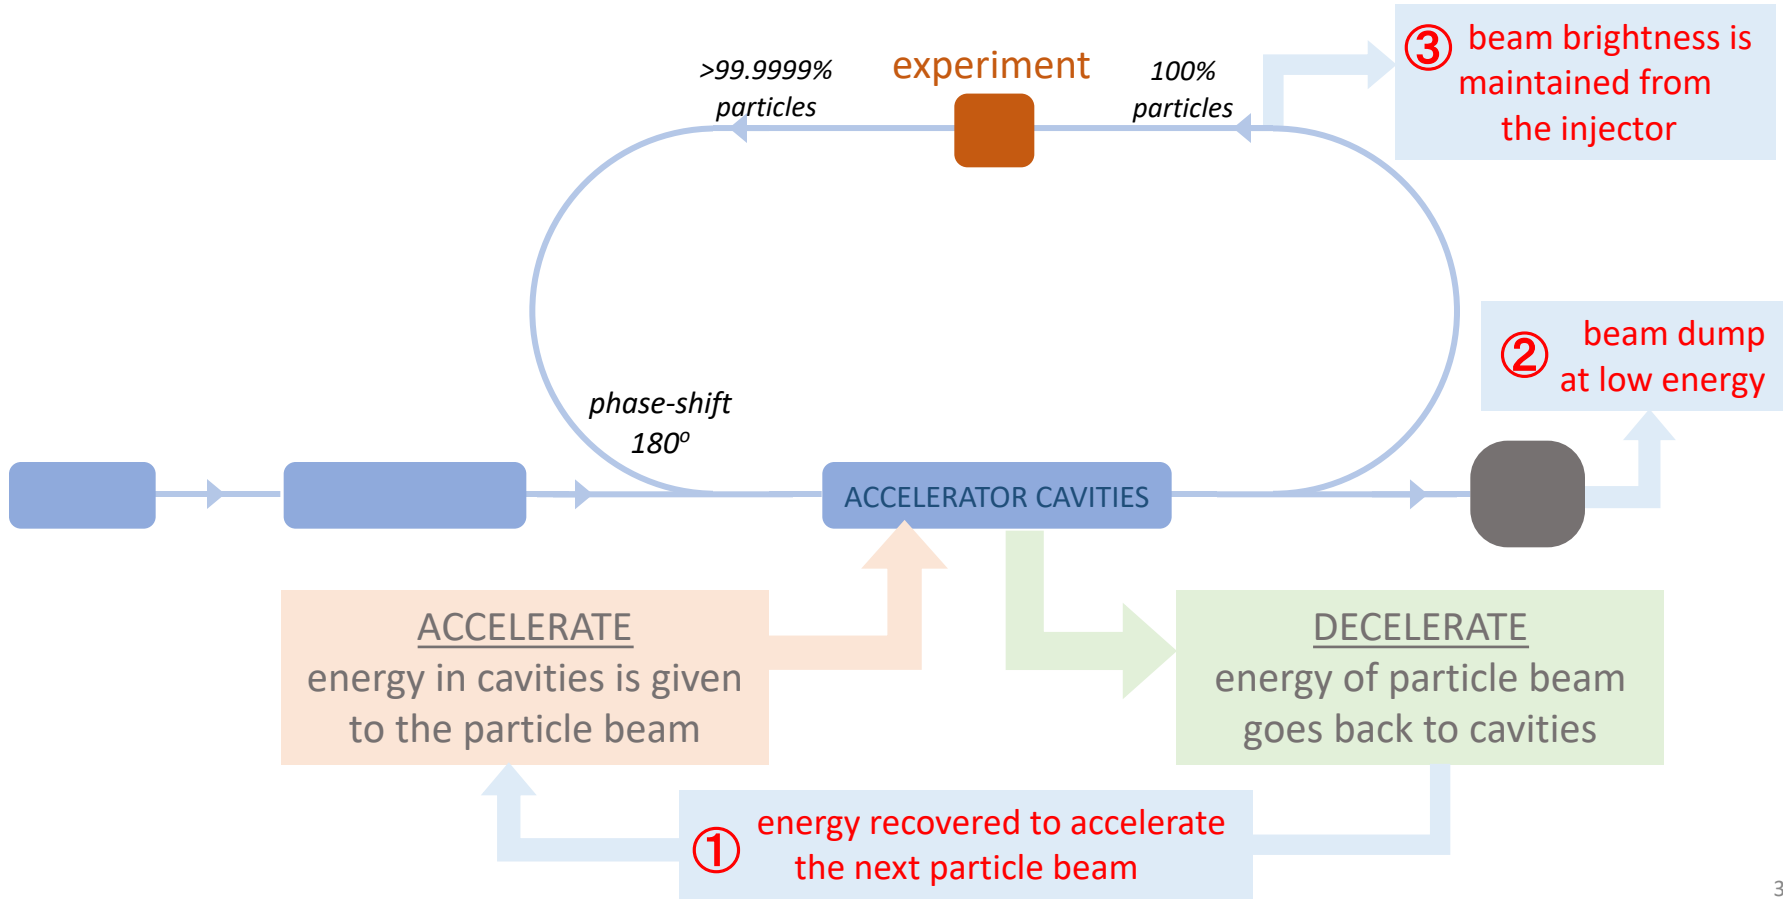 >99.9999%
particles
experiment
100%
particles
③ beam brightness is
maintained from
the injector
② beam dump
at low energy
phase-shift
180º
ACCELERATOR CAVITIES
ACCELERATE
energy in cavities is given
to the particle beam
DECELERATE
energy of particle beam
goes back to cavities
① energy recovered to accelerate
the next particle beam
3